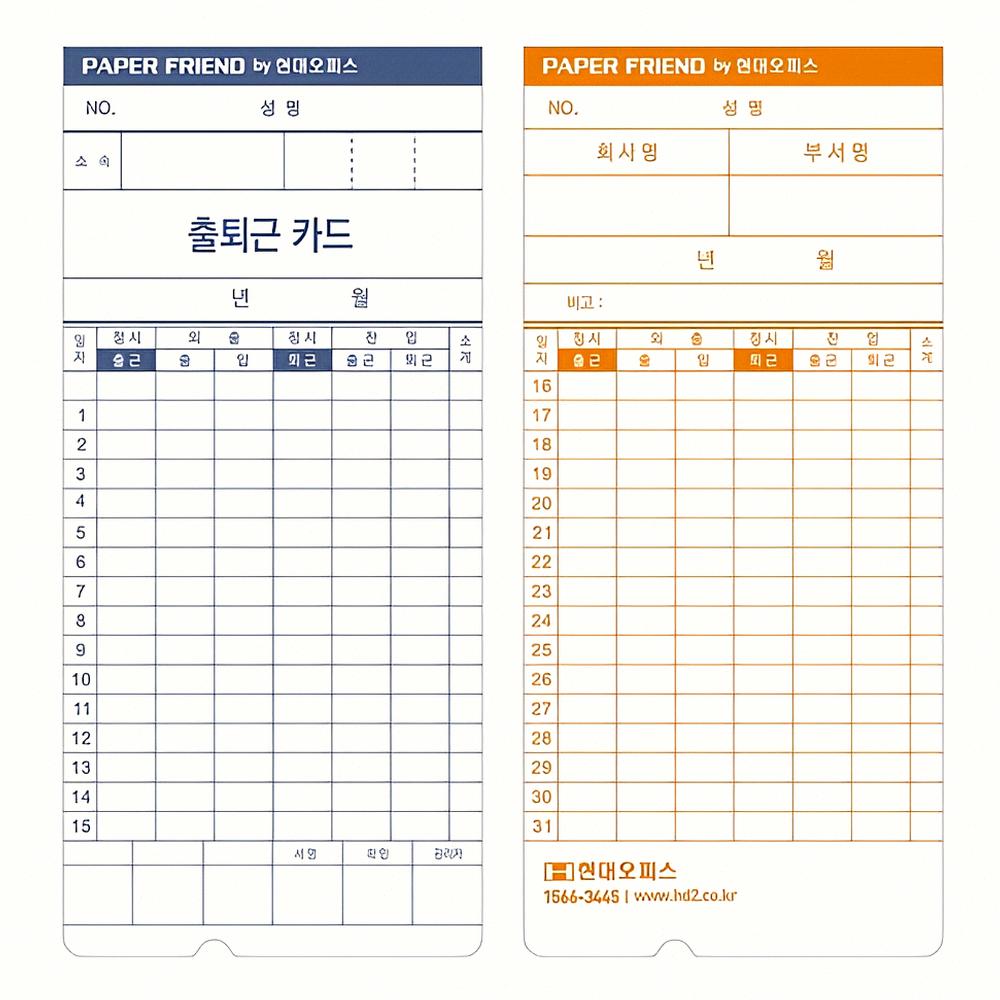 PAPER FRIEND by 현대오피스
NO. 성 명
소 속
출퇴근 카드
년 월
일자 정시 외 출 정시 잔 업 소계
출근 출 입 퇴근 출근 퇴근
1
2
3
4
5
6
7
8
9
10
11
12
13
14
15
서명 확인 관리자
PAPER FRIEND by 현대오피스
NO. 성 명
회사명 부서명
년 월
비고 :
일자 정시 외 출 정시 잔 업 소계
출근 출 입 퇴근 출근 퇴근
16
17
18
19
20
21
22
23
24
25
26
27
28
29
30
31
현대오피스
1566-3445 | www.hd2.co.kr